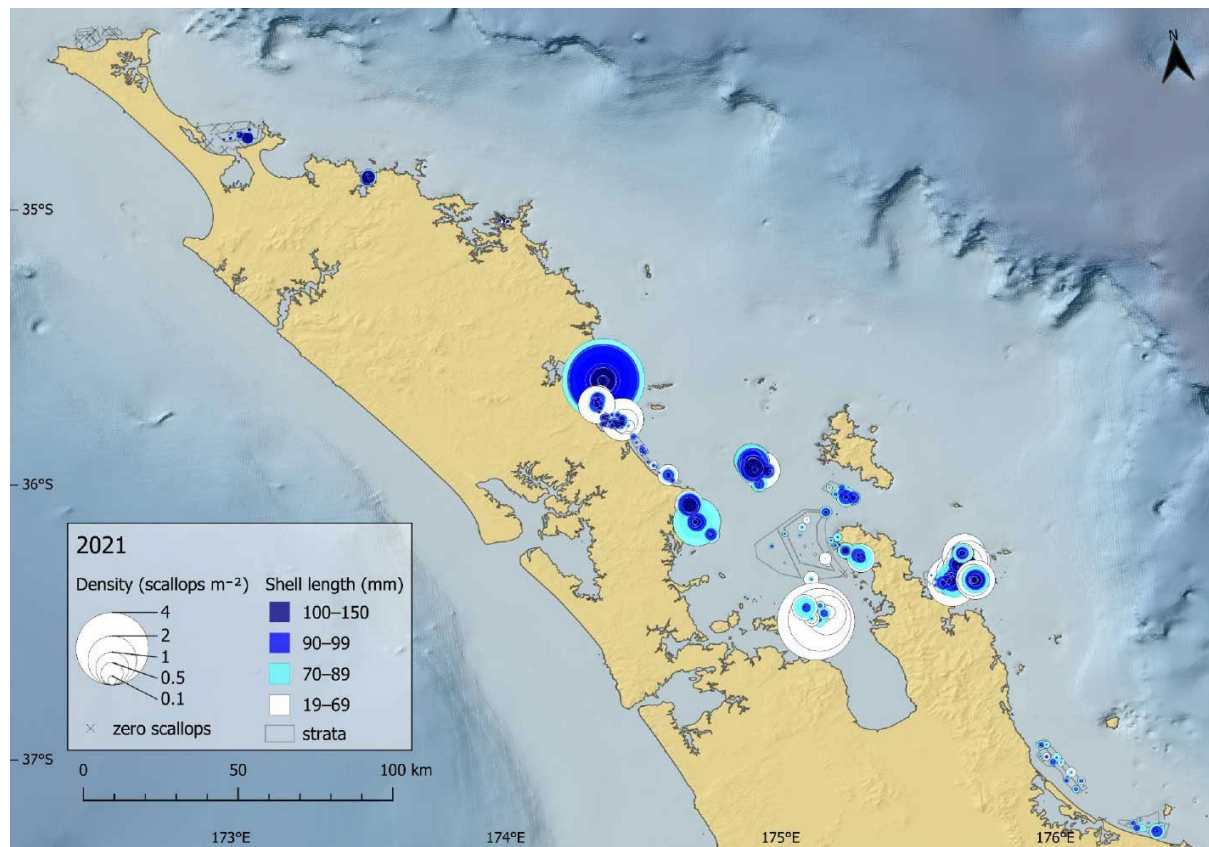 N
35°S
36°S
37°S
2021
Density (scallops m⁻²)
4
2
1
0.5
0.1
zero scallops
Shell length (mm)
100–150
90–99
70–89
19–69
strata
0 50 100 km
173°E 174°E 175°E 176°E